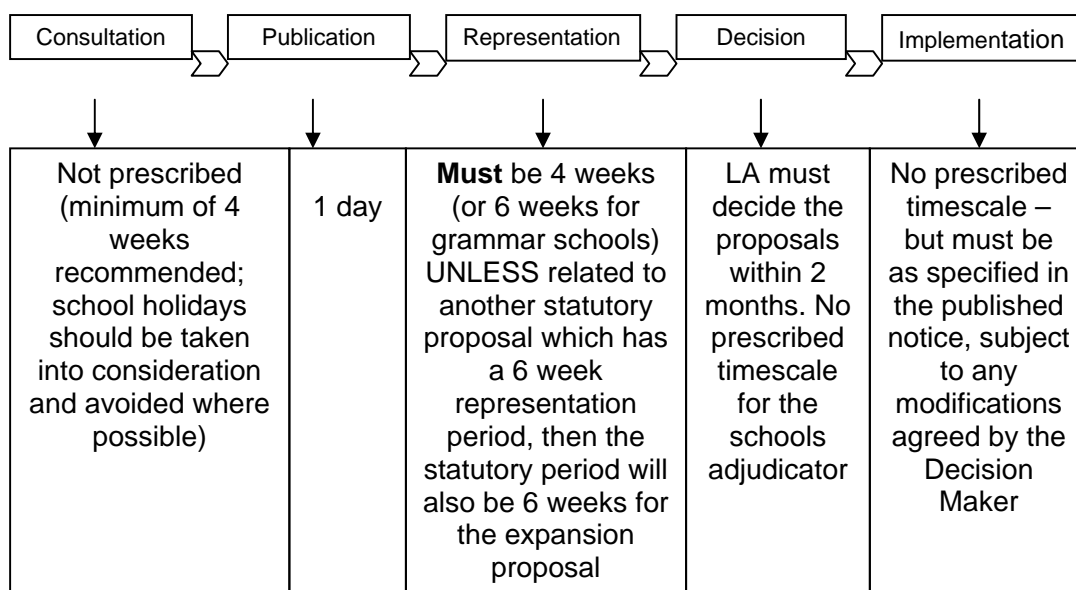 Consultation
Publication
Representation
Decision
Implementation
Not prescribed
(minimum of 4
weeks
recommended;
school holidays
should be taken
into consideration
and avoided where
possible)
1 day
Must be 4 weeks
(or 6 weeks for
grammar schools)
UNLESS related to
another statutory
proposal which has
a 6 week
representation
period, then the
statutory period will
also be 6 weeks for
the expansion
proposal
LA must
decide the
proposals
within 2
months. No
prescribed
timescale
for the
schools
adjudicator
No prescribed
timescale –
but must be
as specified in
the published
notice, subject
to any
modifications
agreed by the
Decision
Maker